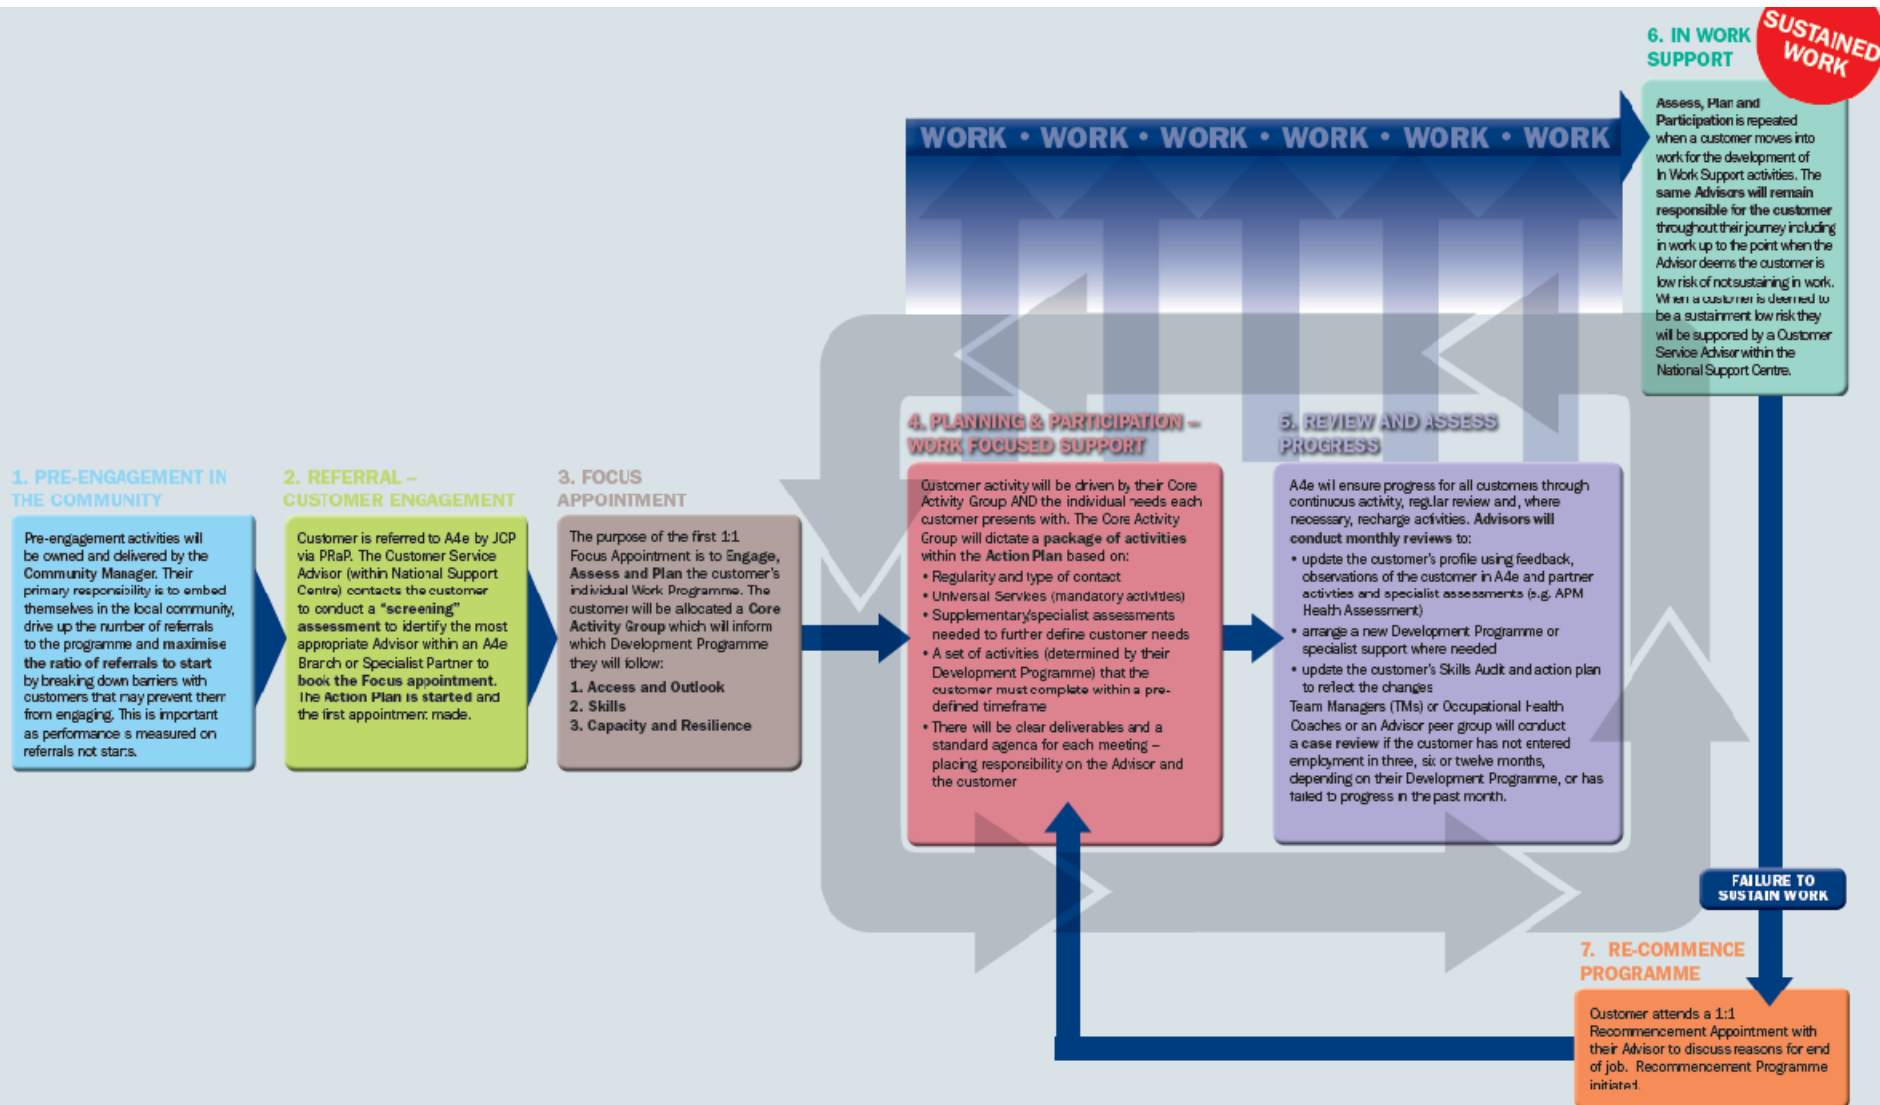 1. PRE-ENGAGEMENT IN
THE COMMUNITY
Pre-engagement activities will
be owned and delivered by the
Community Manager. Their
primary responsibility is to embed
themselves in the local community,
drive up the number of referrals
to the programme and maximise
the ratio of referrals to start
by breaking down barriers with
customers that may prevent them
from engaging. This is important
as performance is measured on
referrals not starts.
2. REFERRAL –
CUSTOMER ENGAGEMENT
Customer is referred to A4e by JCP
via PRaP. The Customer Service
Advisor (within National Support
Centre) contacts the customer
to conduct a “screening”
assessment to identify the most
appropriate Advisor within an A4e
Branch or Specialist Partner to
book the Focus appointment.
The Action Plan is started and
the first appointment made.
3. FOCUS
APPOINTMENT
The purpose of the first 1:1
Focus Appointment is to Engage,
Assess and Plan the customer’s
individual Work Programme. The
customer will be allocated a Core
Activity Group which will inform
which Development Programme
they will follow:
1. Access and Outlook
2. Skills
3. Capacity and Resilience
WORK • WORK • WORK • WORK • WORK • WORK
4. PLANNING & PARTICIPATION –
WORK FOCUSED SUPPORT
Customer activity will be driven by their Core
Activity Group AND the individual needs each
customer presents with. The Core Activity
Group will dictate a package of activities
within the Action Plan based on:
• Regularity and type of contact
• Universal Services (mandatory activities)
• Supplementary/specialist assessments
needed to further define customer needs
• A set of activities (determined by their
Development Programme) that the
customer must complete within a pre-
defined timeframe
• There will be clear deliverables and a
standard agenda for each meeting –
placing responsibility on the Advisor and
the customer
5. REVIEW AND ASSESS
PROGRESS
A4e will ensure progress for all customers through
continuous activity, regular review and, where
necessary, recharge activities. Advisors will
conduct monthly reviews to:
• update the customer’s profile using feedback,
observations of the customer in A4e and partner
activities and specialist assessments (e.g. APM
Health Assessment)
• arrange a new Development Programme or
specialist support where needed
• update the customer’s Skills Audit and action plan
to reflect the changes
Team Managers (TMs) or Occupational Health
Coaches or an Advisor peer group will conduct
a case review if the customer has not entered
employment in three, six or twelve months,
depending on their Development Programme, or has
failed to progress in the past month.
6. IN WORK
SUPPORT
SUSTAINED
WORK
Assess, Plan and
Participation is repeated
when a customer moves into
work for the development of
In Work Support activities. The
same Advisors will remain
responsible for the customer
throughout their journey including
in work up to the point when the
Advisor deems the customer is
low risk of not sustaining in work.
When a customer is deemed to
be a sustainment low risk they
will be supported by a Customer
Service Advisor within the
National Support Centre.
FAILURE TO
SUSTAIN WORK
7. RE-COMMENCE
PROGRAMME
Customer attends a 1:1
Recommencement Appointment with
their Advisor to discuss reasons for end
of job. Recommencement Programme
initiated.